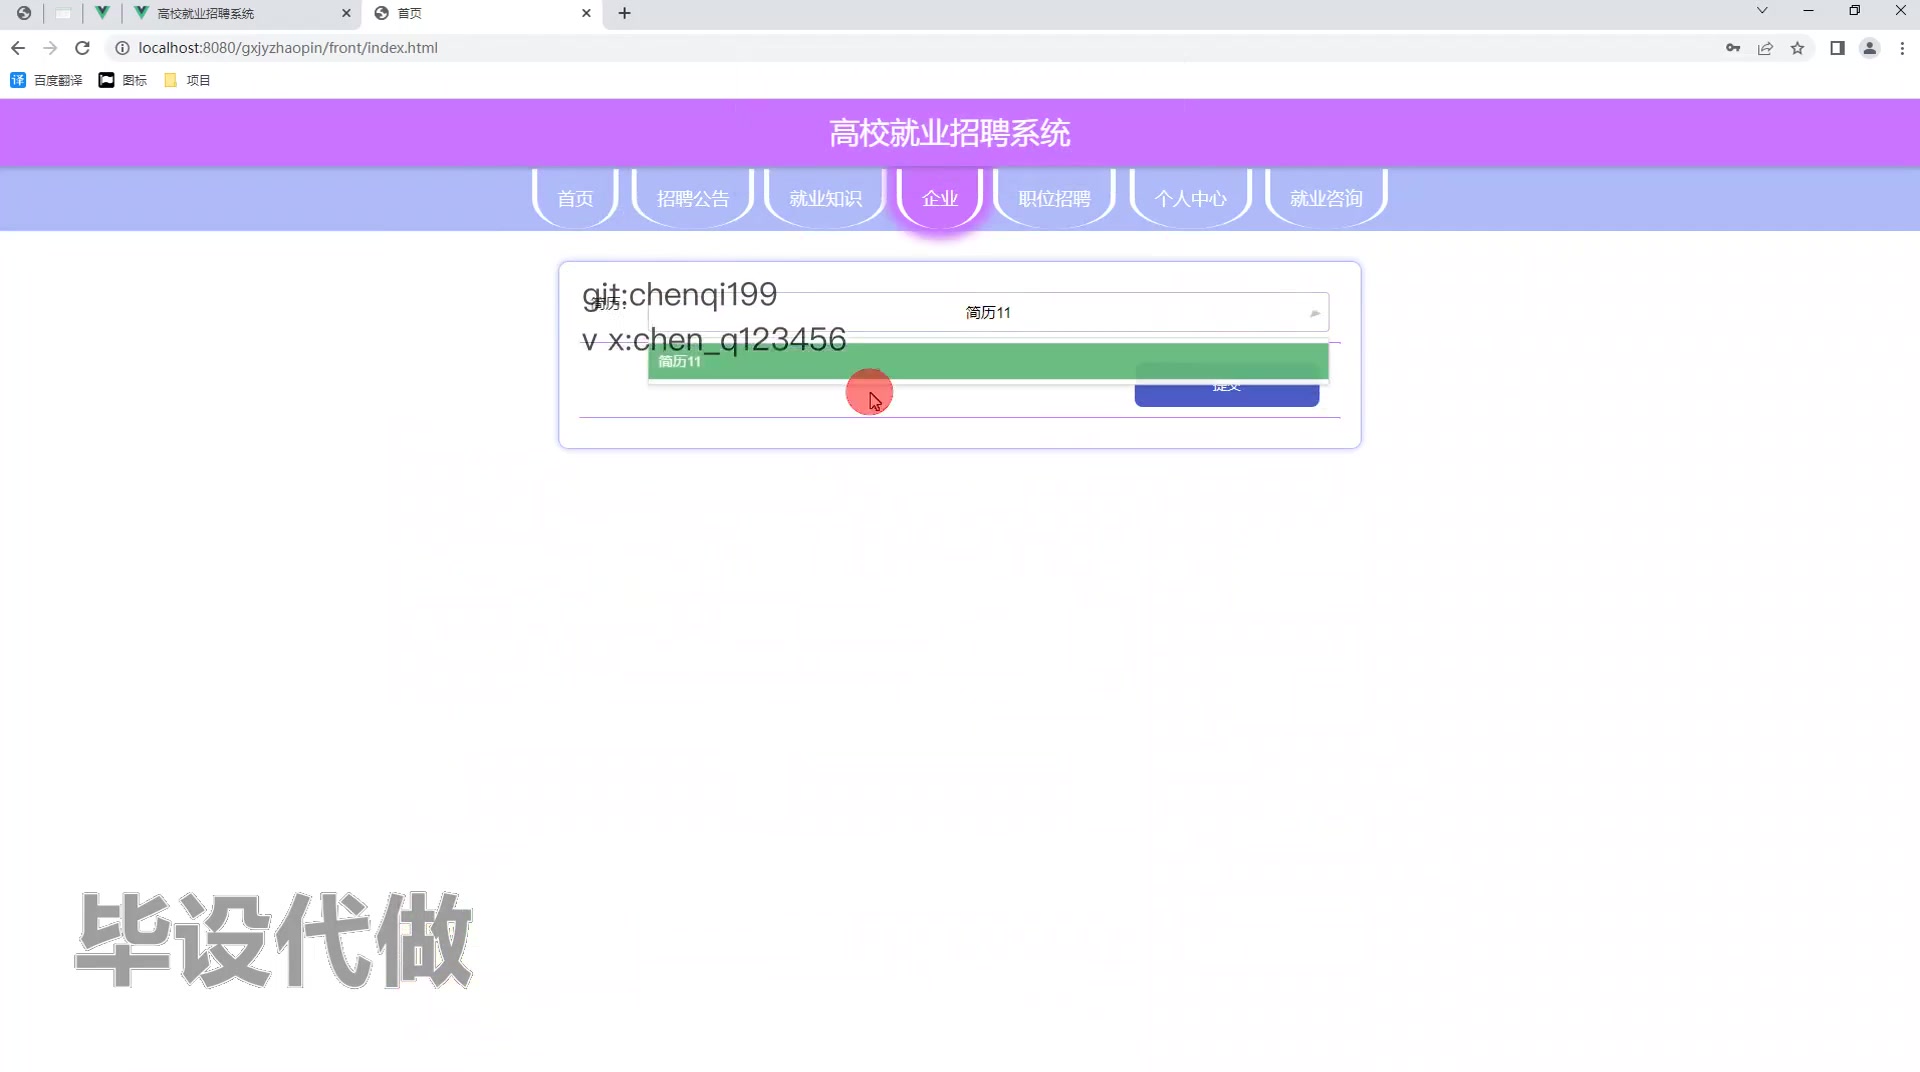 高校就业招聘系统
首页
localhost:8080/gxjyzhaopin/front/index.html
译 百度翻译 图标 项目
高校就业招聘系统
首页 招聘公告 就业知识 企业 职位招聘 个人中心 就业咨询
git:chenqi199
简历: 简历11
v x:chen_q123456
简历11
提交
毕设代做